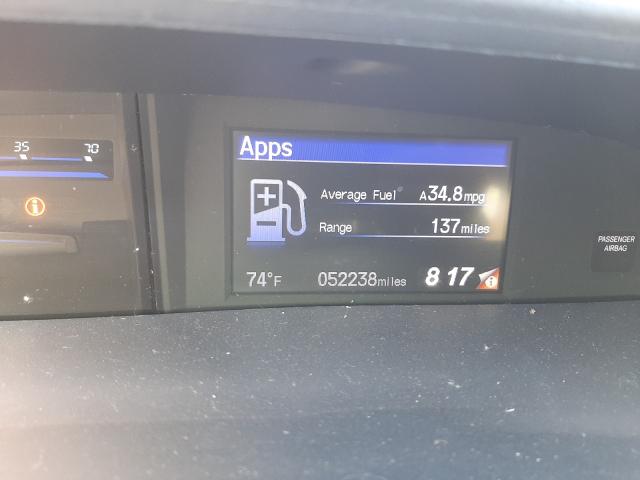 35 70
i
Apps
Average Fuel A34.8mpg
Range 137miles
74°F 052238miles 8 17 i
PASSENGER
AIRBAG